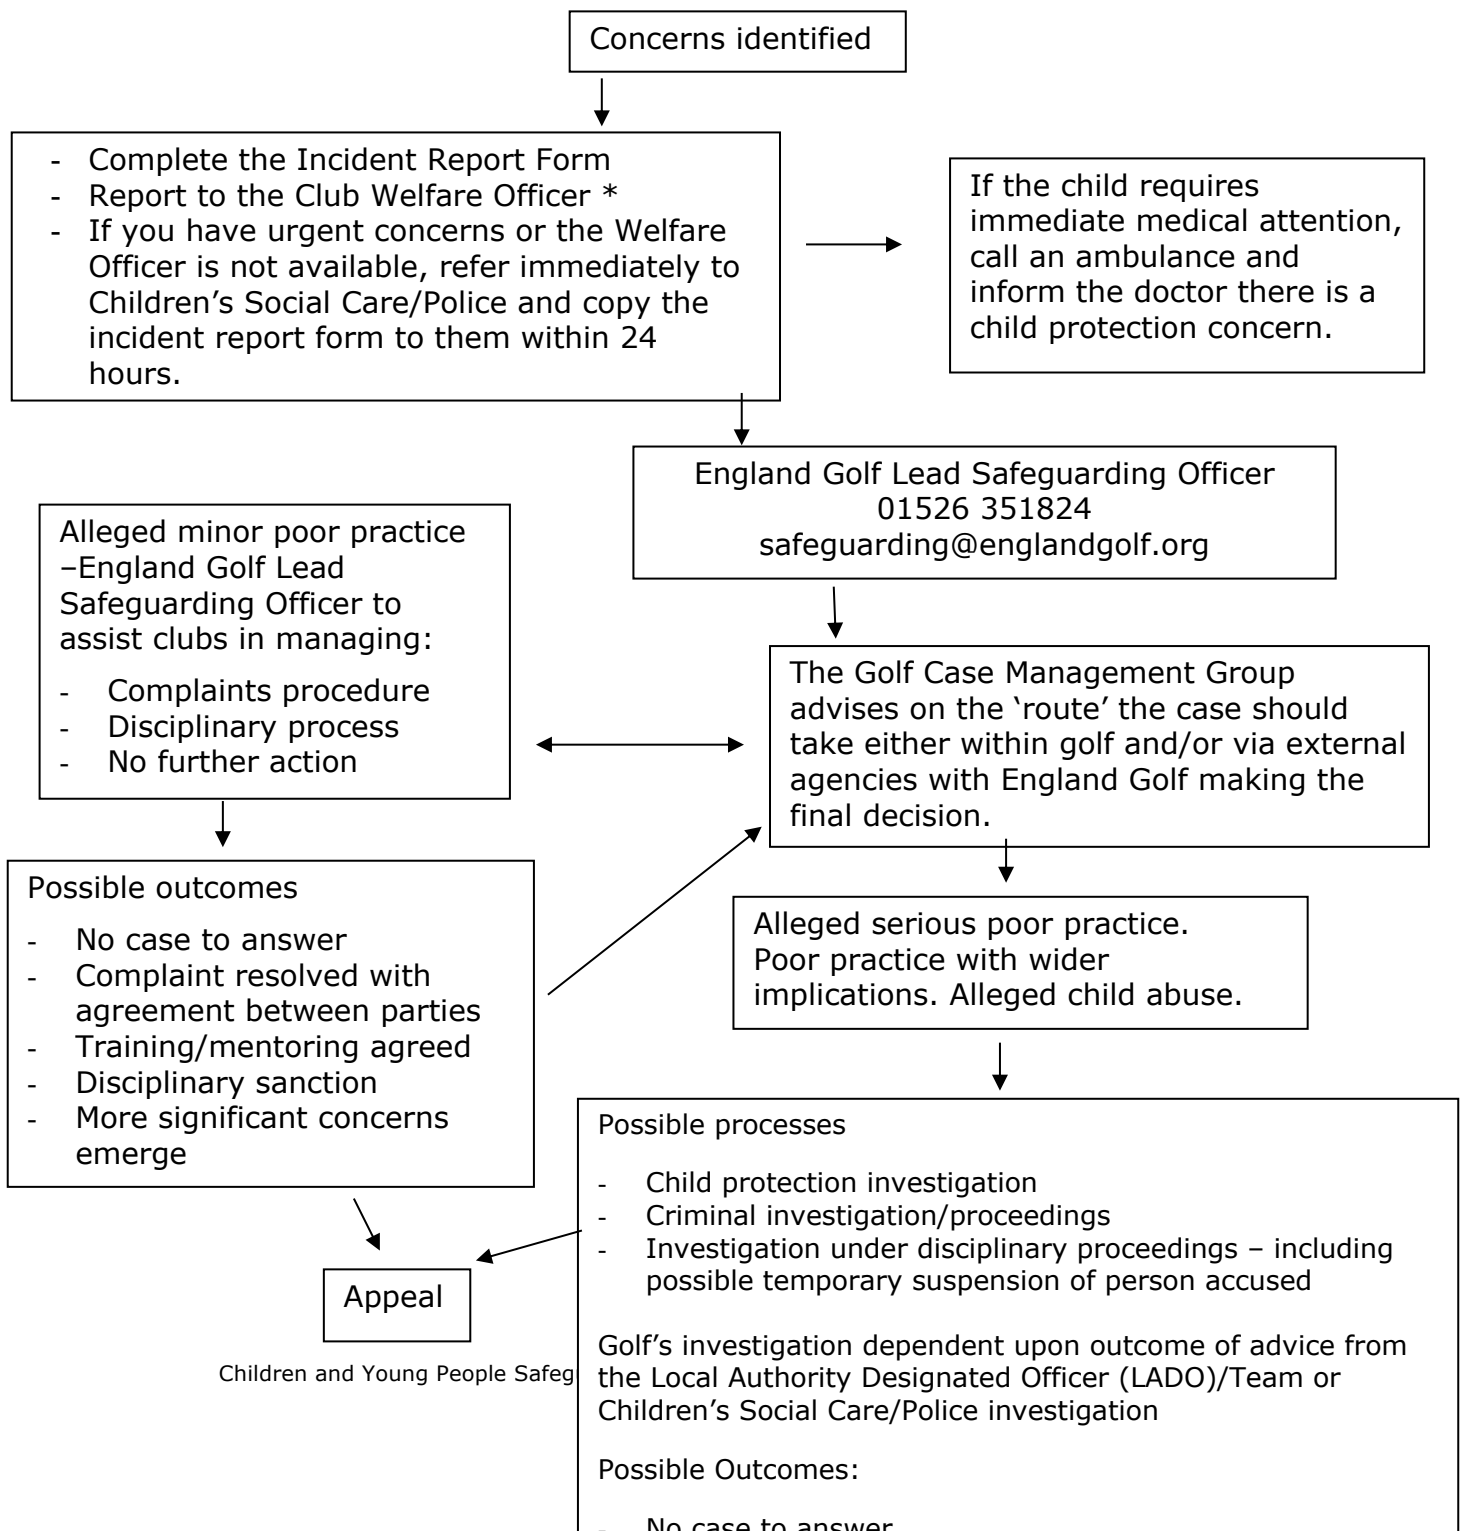 Concerns identified
- Complete the Incident Report Form
- Report to the Club Welfare Officer *
- If you have urgent concerns or the Welfare
Officer is not available, refer immediately to
Children’s Social Care/Police and copy the
incident report form to them within 24
hours.
If the child requires
immediate medical attention,
call an ambulance and
inform the doctor there is a
child protection concern.
England Golf Lead Safeguarding Officer
01526 351824
safeguarding@englandgolf.org
Alleged minor poor practice
–England Golf Lead
Safeguarding Officer to
assist clubs in managing:
- Complaints procedure
- Disciplinary process
- No further action
The Golf Case Management Group
advises on the ‘route’ the case should
take either within golf and/or via external
agencies with England Golf making the
final decision.
Possible outcomes
- No case to answer
- Complaint resolved with
agreement between parties
- Training/mentoring agreed
- Disciplinary sanction
- More significant concerns
emerge
Alleged serious poor practice.
Poor practice with wider
implications. Alleged child abuse.
Possible processes
- Child protection investigation
- Criminal investigation/proceedings
- Investigation under disciplinary proceedings – including
possible temporary suspension of person accused
Golf’s investigation dependent upon outcome of advice from
the Local Authority Designated Officer (LADO)/Team or
Children’s Social Care/Police investigation
Possible Outcomes:
- No case to answer
Appeal
Children and Young People Safeg